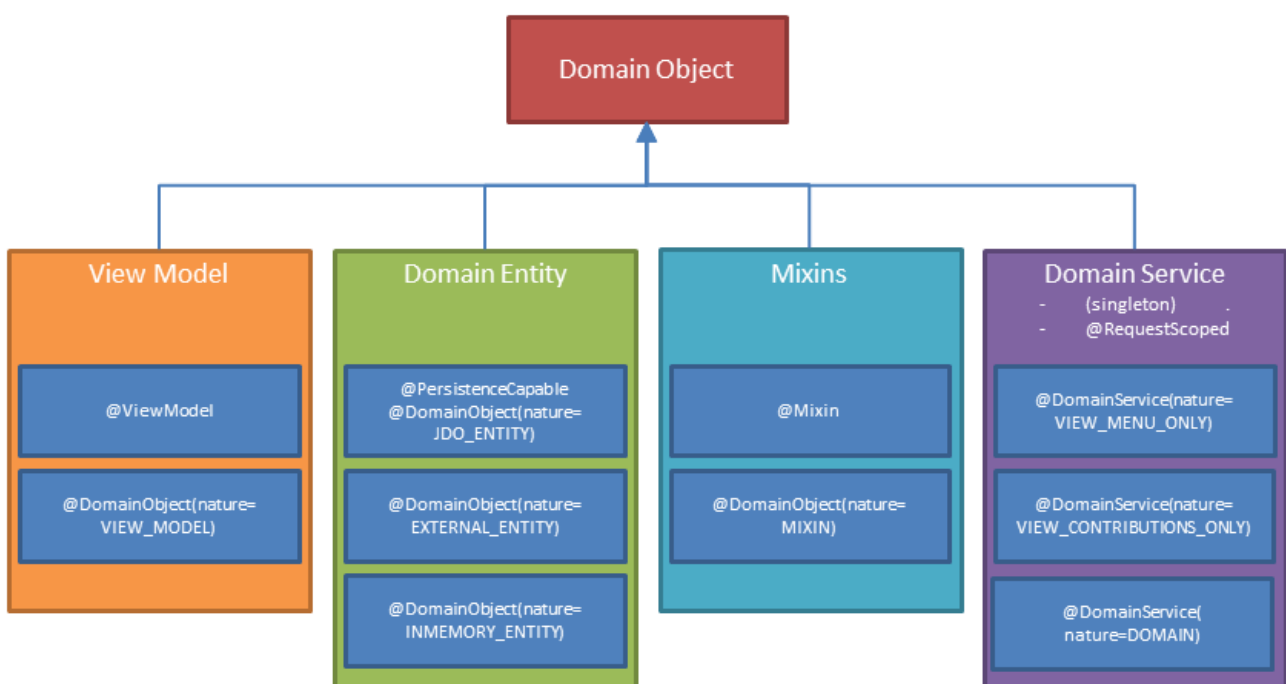 Domain Object
View Model
@ViewModel
@DomainObject(nature=
VIEW_MODEL)
Domain Entity
@PersistenceCapable
@DomainObject(nature=
JDO_ENTITY)
@DomainObject(nature=
EXTERNAL_ENTITY)
@DomainObject(nature=
INMEMORY_ENTITY)
Mixins
@Mixin
@DomainObject(nature=
MIXIN)
Domain Service
- (singleton) .
- @RequestScoped
@DomainService(nature=
VIEW_MENU_ONLY)
@DomainService(nature=
VIEW_CONTRIBUTIONS_ONLY)
@DomainService(
nature=DOMAIN)